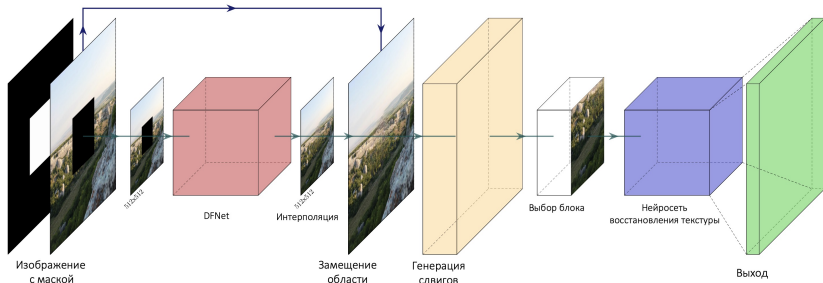 512x512
512x512
DFNet
Интерполяция
Выбор блока
Нейросеть
восстановления текстуры
Изображение
с маской
Замещение
области
Генерация
сдвигов
Выход